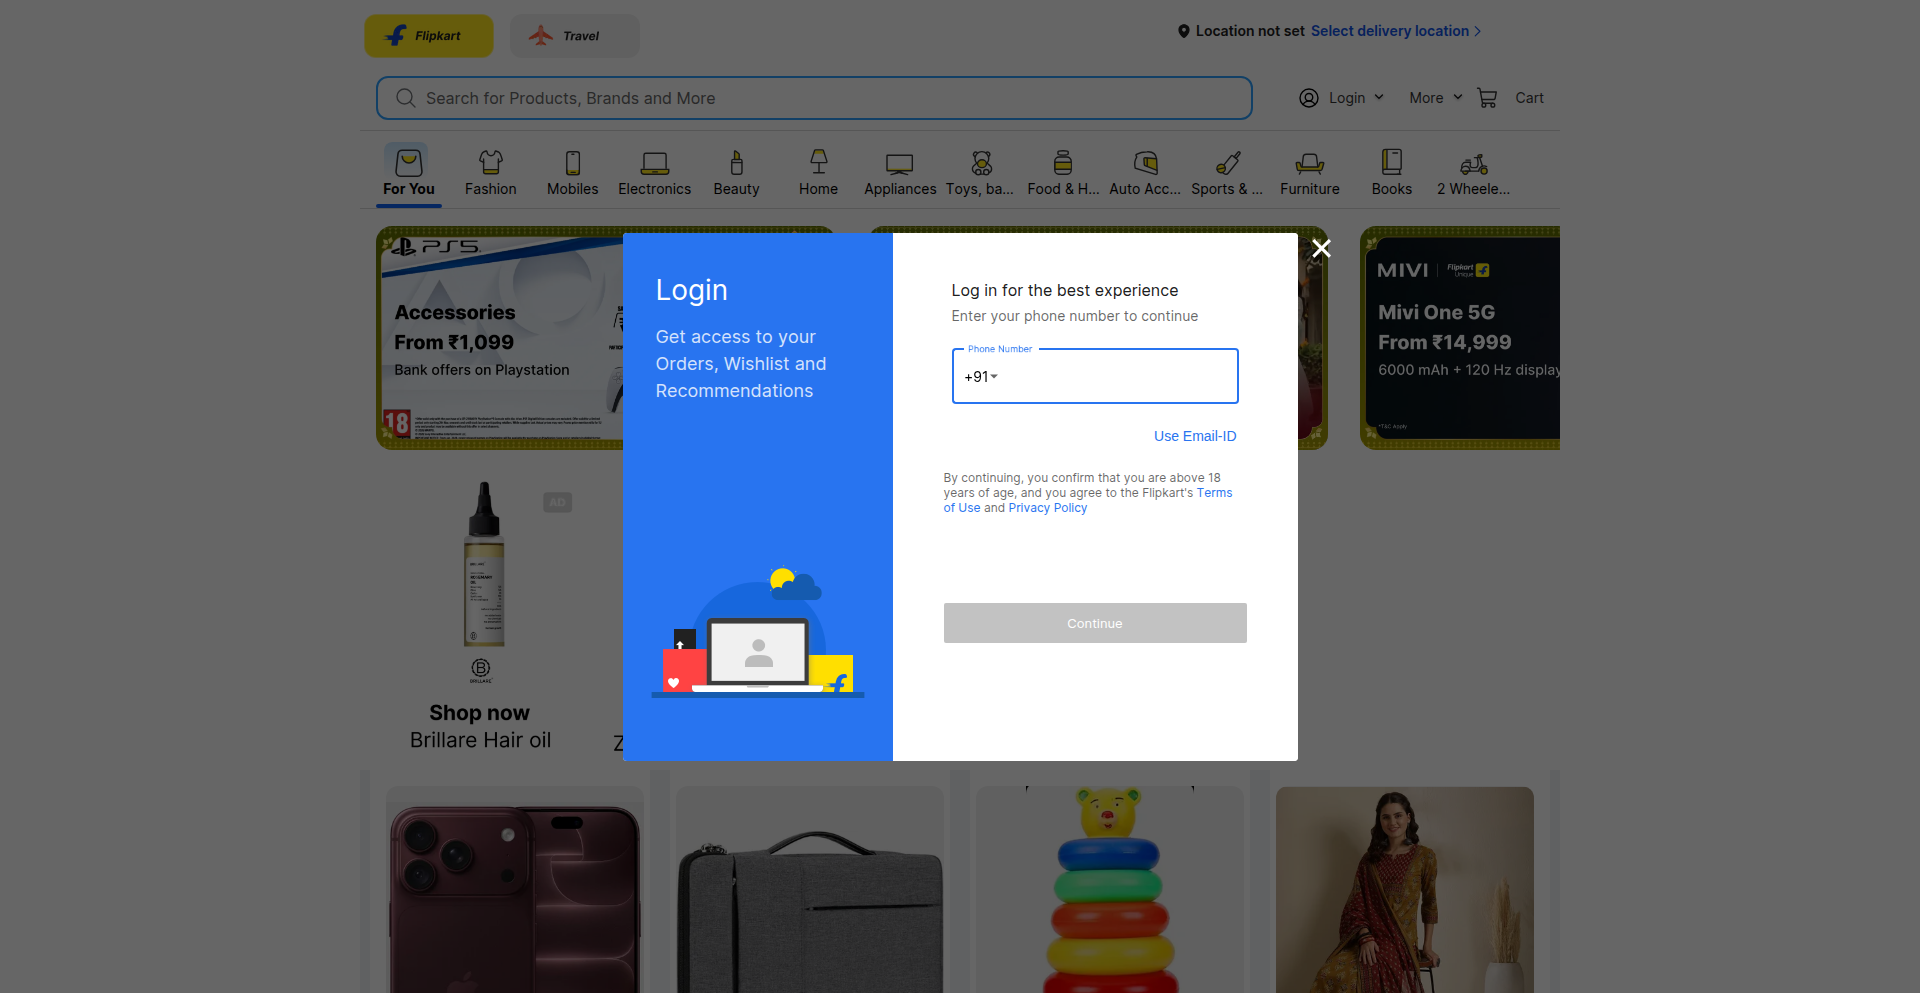 Flipkart
Travel
Location not set Select delivery location
Search for Products, Brands and More
Login
More
Cart
For You
Fashion
Mobiles
Electronics
Beauty
Home
Appliances
Toys, ba...
Food & H...
Auto Acc...
Sports & ...
Furniture
Books
2 Wheele...
PS5
Accessories
From ₹1,099
Bank offers on Playstation
18
MIVI
Flipkart
Unique
Mivi One 5G
From ₹14,999
6000 mAh + 120 Hz display
*T&C Apply
Login
Get access to your
Orders, Wishlist and
Recommendations
Log in for the best experience
Enter your phone number to continue
Phone Number
+91
Use Email-ID
By continuing, you confirm that you are above 18
years of age, and you agree to the Flipkart's Terms
of Use and Privacy Policy
Continue
AD
BRILLARE
Shop now
Brillare Hair oil
Z